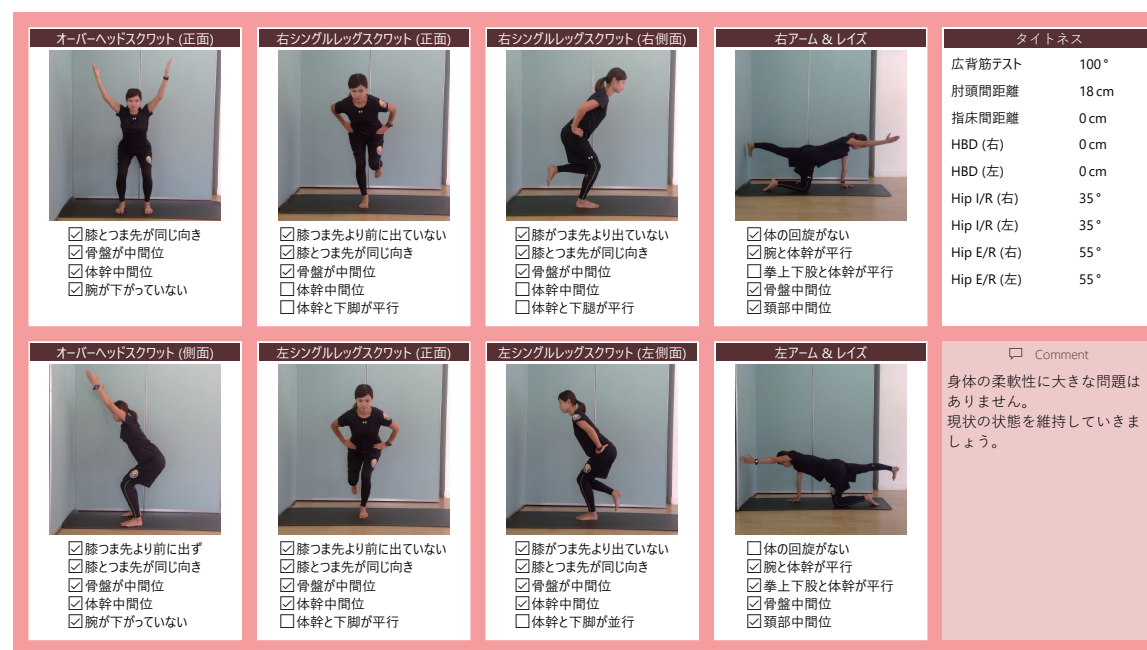 オーバーヘッドスクワット (正面)
☑膝とつま先が同じ向き
☑骨盤が中間位
☑体幹中間位
☑腕が下がっていない
右シングルレッグスクワット (正面)
☑膝つま先より前に出ていない
☑膝とつま先が同じ向き
☑骨盤が中間位
☐体幹中間位
☐体幹と下脚が平行
右シングルレッグスクワット (右側面)
☑膝がつま先より出ていない
☑膝とつま先が同じ向き
☑骨盤が中間位
☐体幹中間位
☐体幹と下腿が平行
右アーム & レイズ
☑体の回旋がない
☑腕と体幹が平行
☐拳上下股と体幹が平行
☑骨盤中間位
☑頚部中間位
タイトネス
広背筋テスト 100°
肘頭間距離 18 cm
指床間距離 0 cm
HBD (右) 0 cm
HBD (左) 0 cm
Hip I/R (右) 35°
Hip I/R (左) 35°
Hip E/R (右) 55°
Hip E/R (左) 55°
オーバーヘッドスクワット (側面)
☑膝つま先より前に出ず
☑膝とつま先が同じ向き
☑骨盤が中間位
☑体幹中間位
☑腕が下がっていない
左シングルレッグスクワット (正面)
☑膝つま先より前に出ていない
☑膝とつま先が同じ向き
☑骨盤が中間位
☑体幹中間位
☐体幹と下脚が平行
左シングルレッグスクワット (左側面)
☑膝がつま先より出ていない
☑膝とつま先が同じ向き
☑骨盤が中間位
☑体幹中間位
☐体幹と下脚が並行
左アーム & レイズ
☐体の回旋がない
☑腕と体幹が平行
☑拳上下股と体幹が平行
☑骨盤中間位
☑頚部中間位
Comment
身体の柔軟性に大きな問題は
ありません。
現状の状態を維持していきま
しょう。